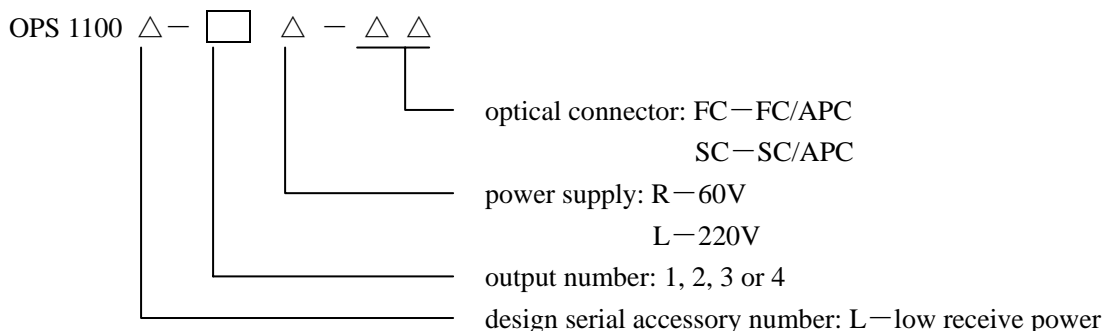 OPS 1100 △－□ △－△ △
optical connector: FC－FC/APC
SC－SC/APC
power supply: R－60V
L－220V
output number: 1, 2, 3 or 4
design serial accessory number: L－low receive power